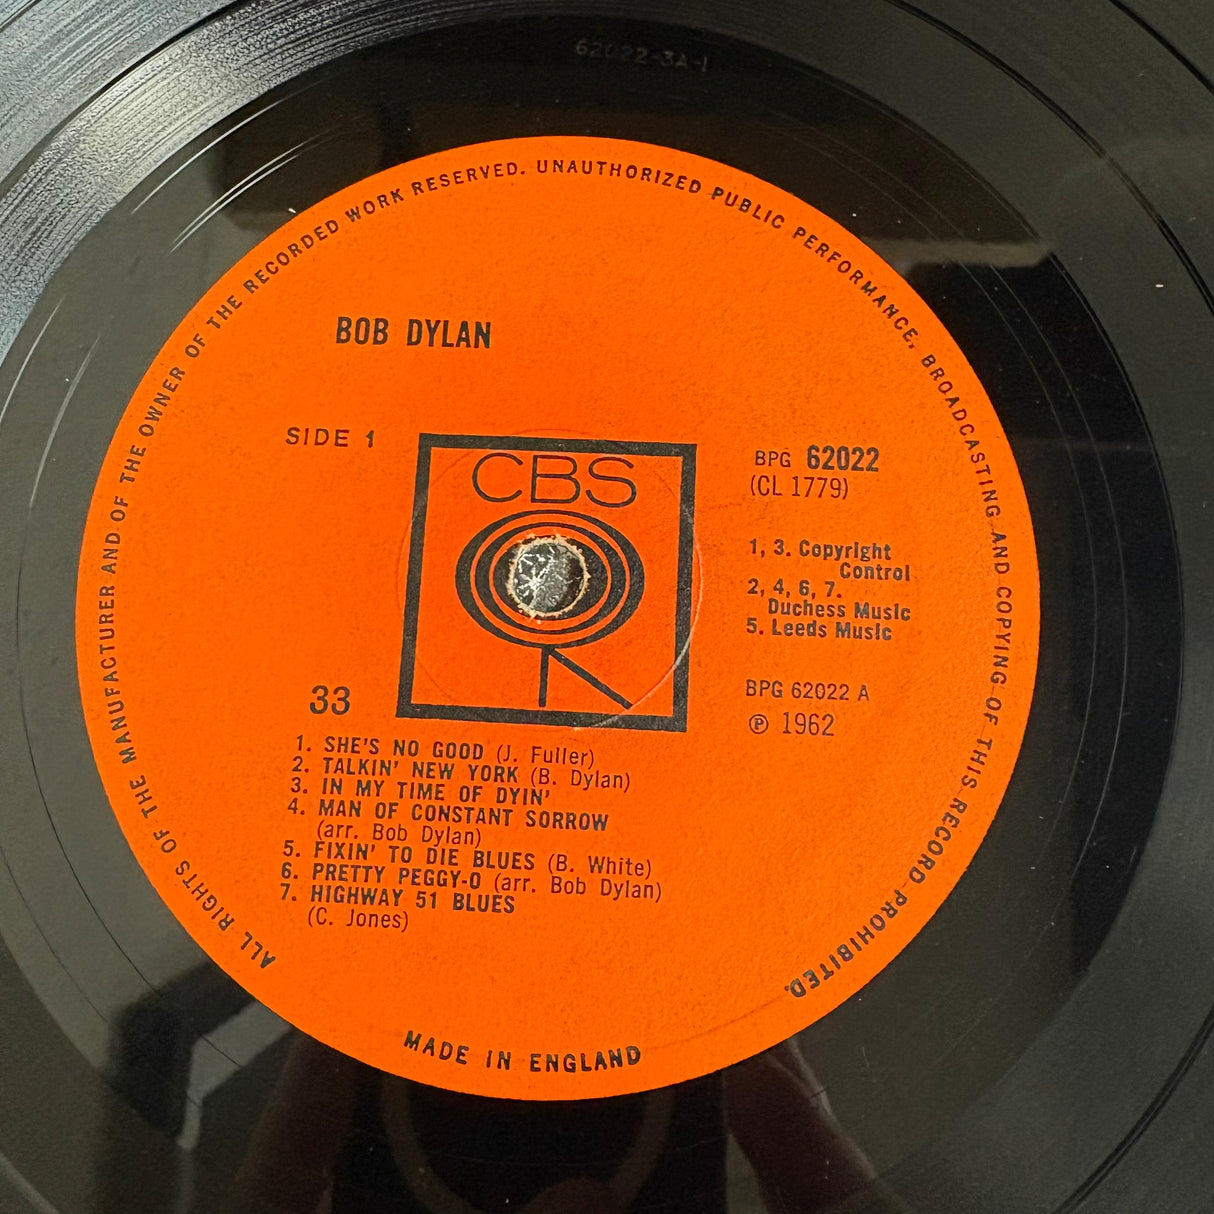 62022-3A-1
ALL RIGHTS OF THE MANUFACTURER AND OF THE OWNER OF THE RECORDED WORK RESERVED. UNAUTHORIZED PUBLIC PERFORMANCE, BROADCASTING AND COPYING OF THIS RECORD PROHIBITED.
BOB DYLAN
SIDE 1
CBS
BPG 62022
(CL 1779)
1, 3. Copyright
Control
2, 4, 6, 7.
Duchess Music
5. Leeds Music
BPG 62022 A
℗ 1962
33
1. SHE'S NO GOOD (J. Fuller)
2. TALKIN' NEW YORK (B. Dylan)
3. IN MY TIME OF DYIN'
4. MAN OF CONSTANT SORROW
(arr. Bob Dylan)
5. FIXIN' TO DIE BLUES (B. White)
6. PRETTY PEGGY-O (arr. Bob Dylan)
7. HIGHWAY 51 BLUES
(C. Jones)
MADE IN ENGLAND